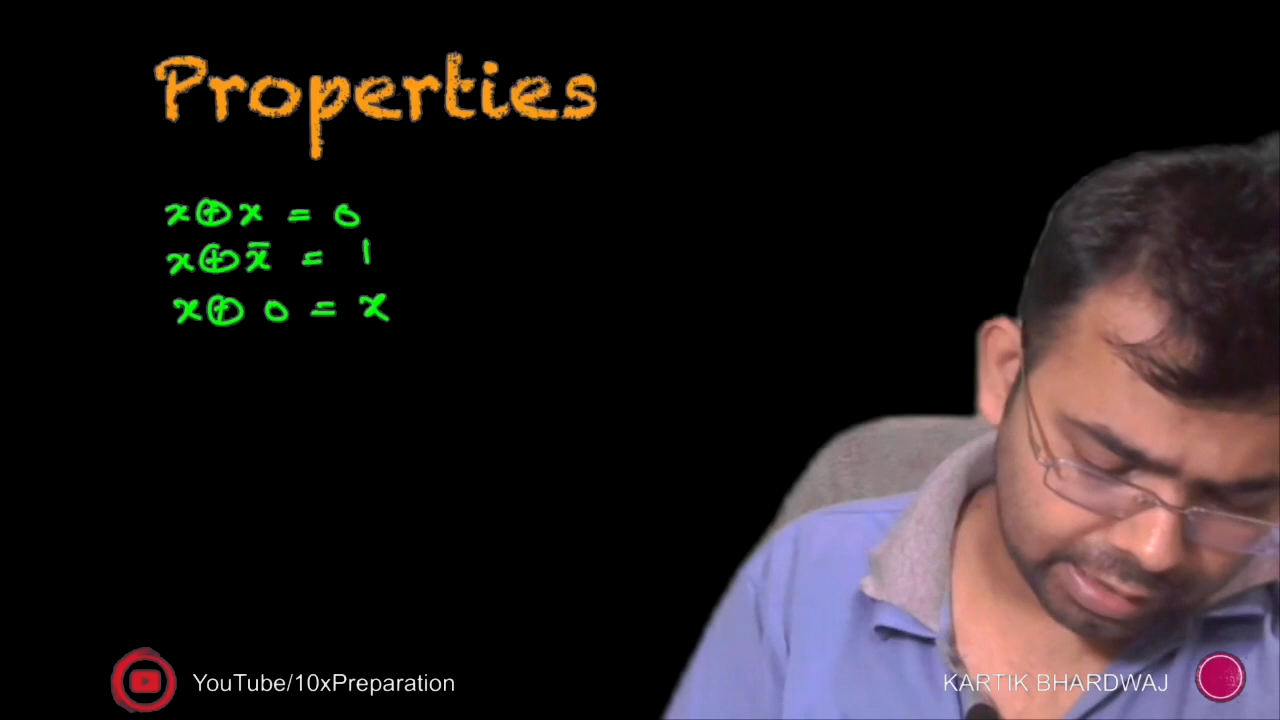 Properties
x⊕x = 0
x⊕x̄ = 1
x⊕ 0 = x
YouTube/10xPreparation
KARTIK BHARDWAJ